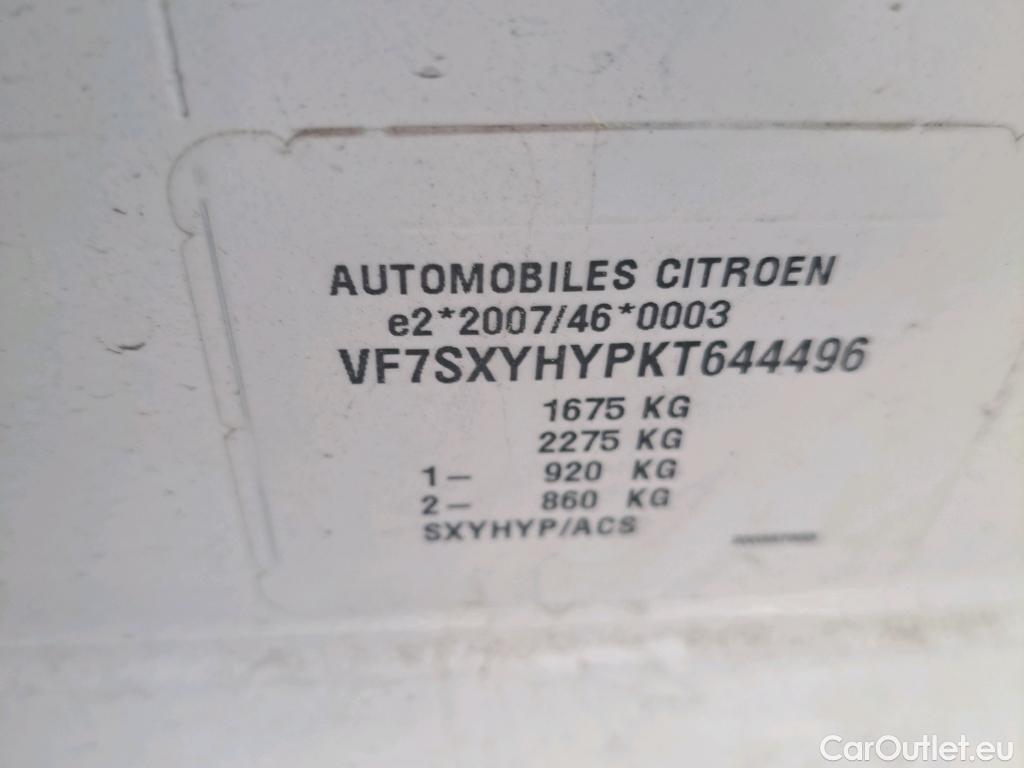 AUTOMOBILES CITROEN
e2*2007/46*0003
VF7SXYHYPKT644496
1675 KG
2275 KG
1- 920 KG
2- 860 KG
SXYHYP/ACS
CarOutlet.eu